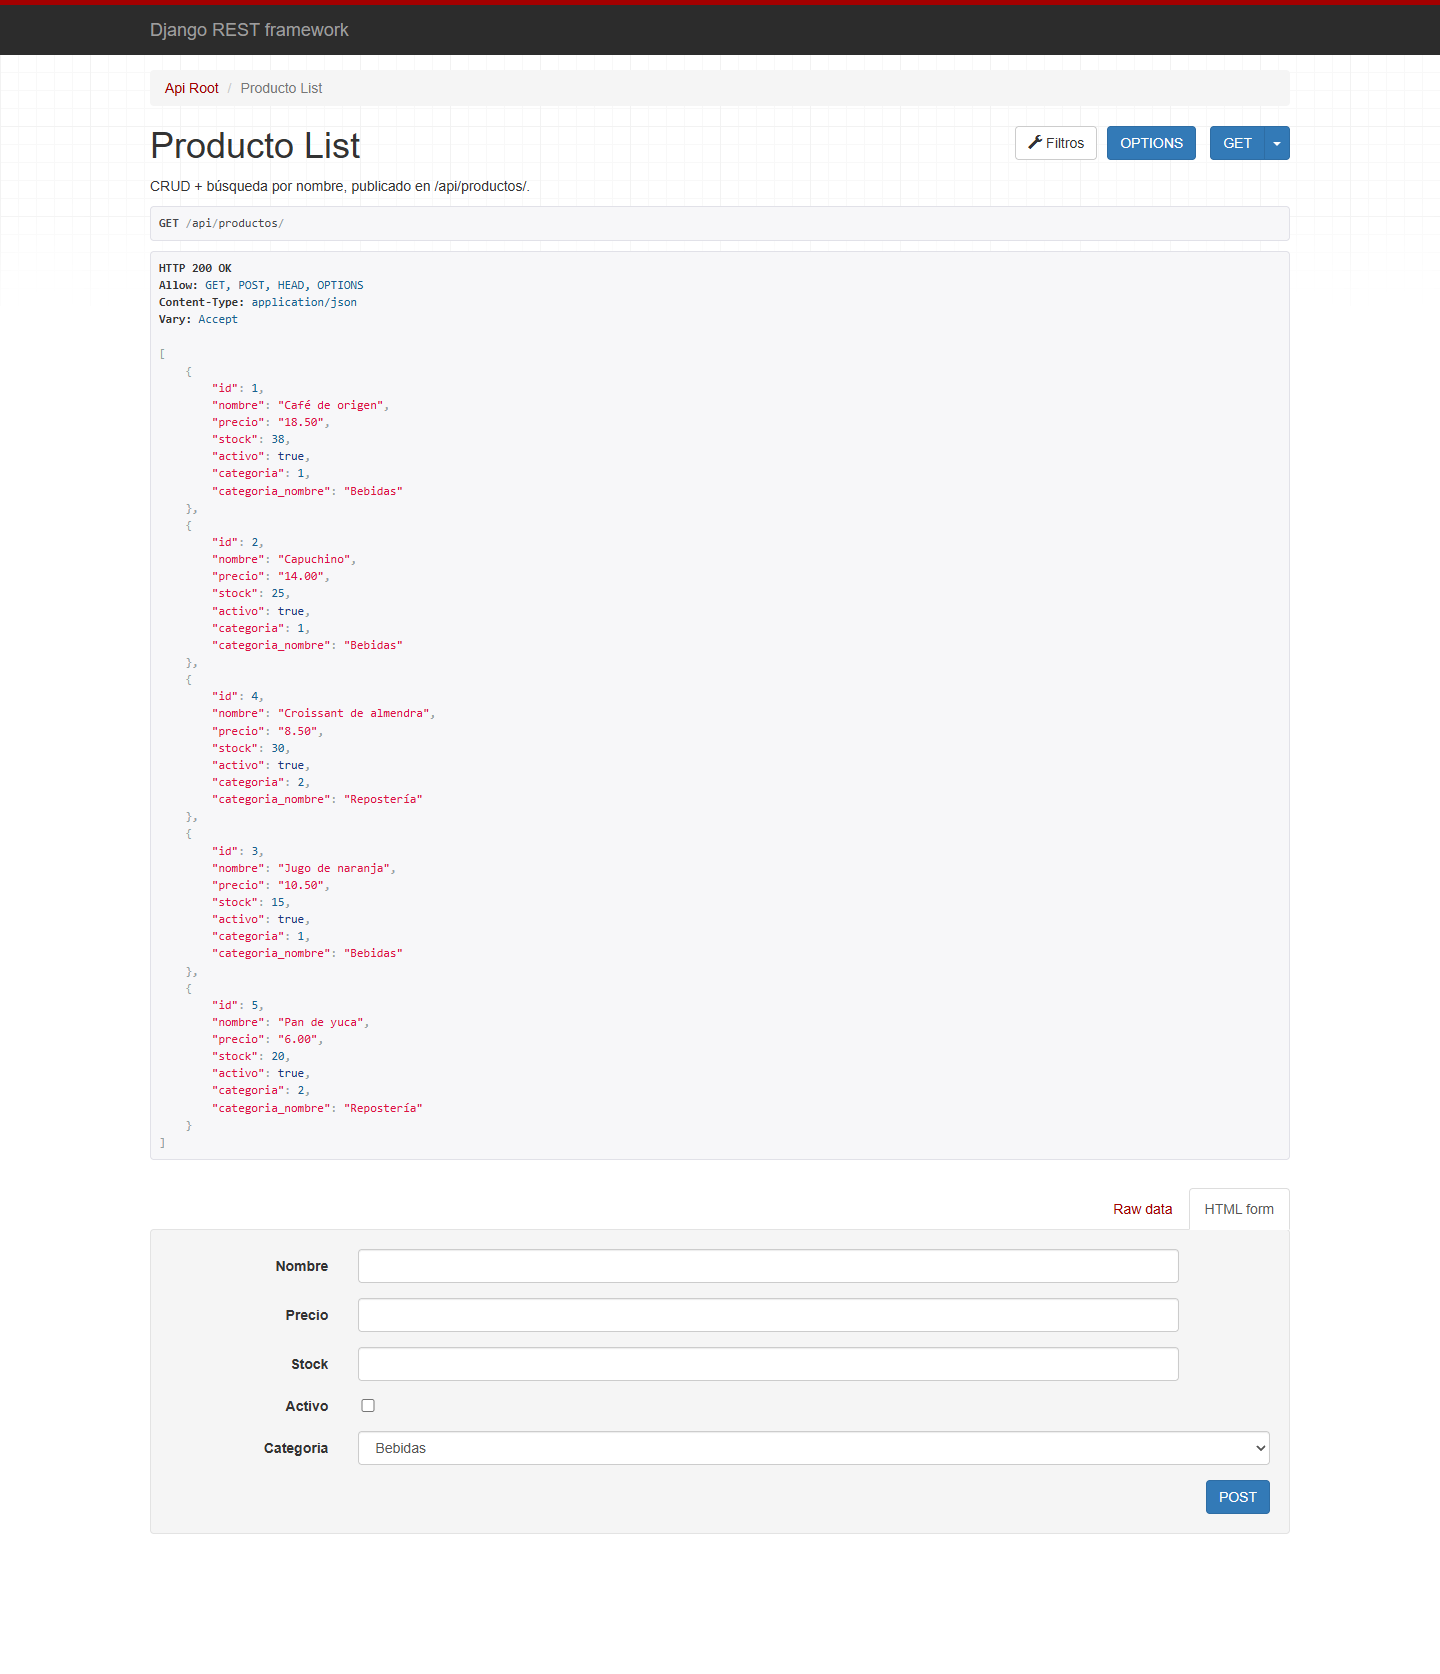 Django REST framework
Api Root / Producto List
Producto List
Filtros
OPTIONS
GET
CRUD + búsqueda por nombre, publicado en /api/productos/.
GET /api/productos/
HTTP 200 OK
Allow: GET, POST, HEAD, OPTIONS
Content-Type: application/json
Vary: Accept
[
    {
        "id": 1,
        "nombre": "Café de origen",
        "precio": "18.50",
        "stock": 38,
        "activo": true,
        "categoria": 1,
        "categoria_nombre": "Bebidas"
    },
    {
        "id": 2,
        "nombre": "Capuchino",
        "precio": "14.00",
        "stock": 25,
        "activo": true,
        "categoria": 1,
        "categoria_nombre": "Bebidas"
    },
    {
        "id": 4,
        "nombre": "Croissant de almendra",
        "precio": "8.50",
        "stock": 30,
        "activo": true,
        "categoria": 2,
        "categoria_nombre": "Repostería"
    },
    {
        "id": 3,
        "nombre": "Jugo de naranja",
        "precio": "10.50",
        "stock": 15,
        "activo": true,
        "categoria": 1,
        "categoria_nombre": "Bebidas"
    },
    {
        "id": 5,
        "nombre": "Pan de yuca",
        "precio": "6.00",
        "stock": 20,
        "activo": true,
        "categoria": 2,
        "categoria_nombre": "Repostería"
    }
]
Raw data
HTML form
Nombre
Precio
Stock
Activo
Categoria
Bebidas
POST